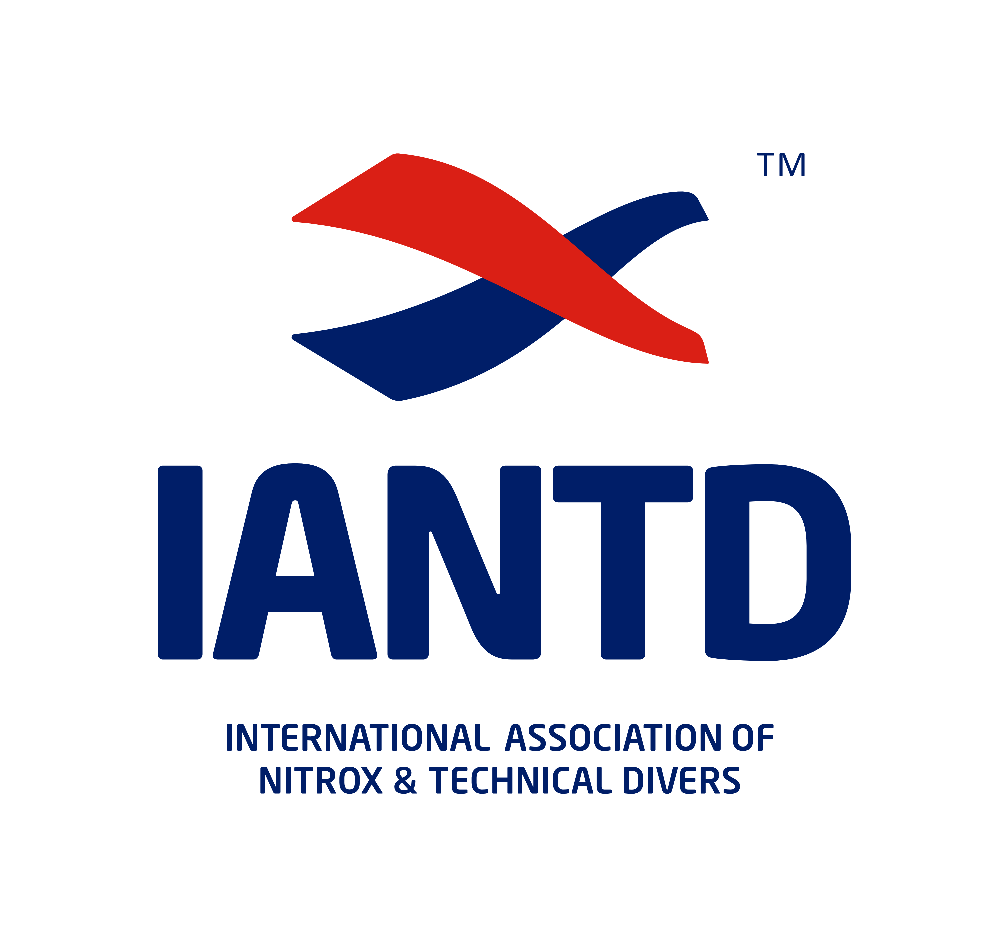 TM
IANTD
INTERNATIONAL ASSOCIATION OF
NITROX & TECHNICAL DIVERS